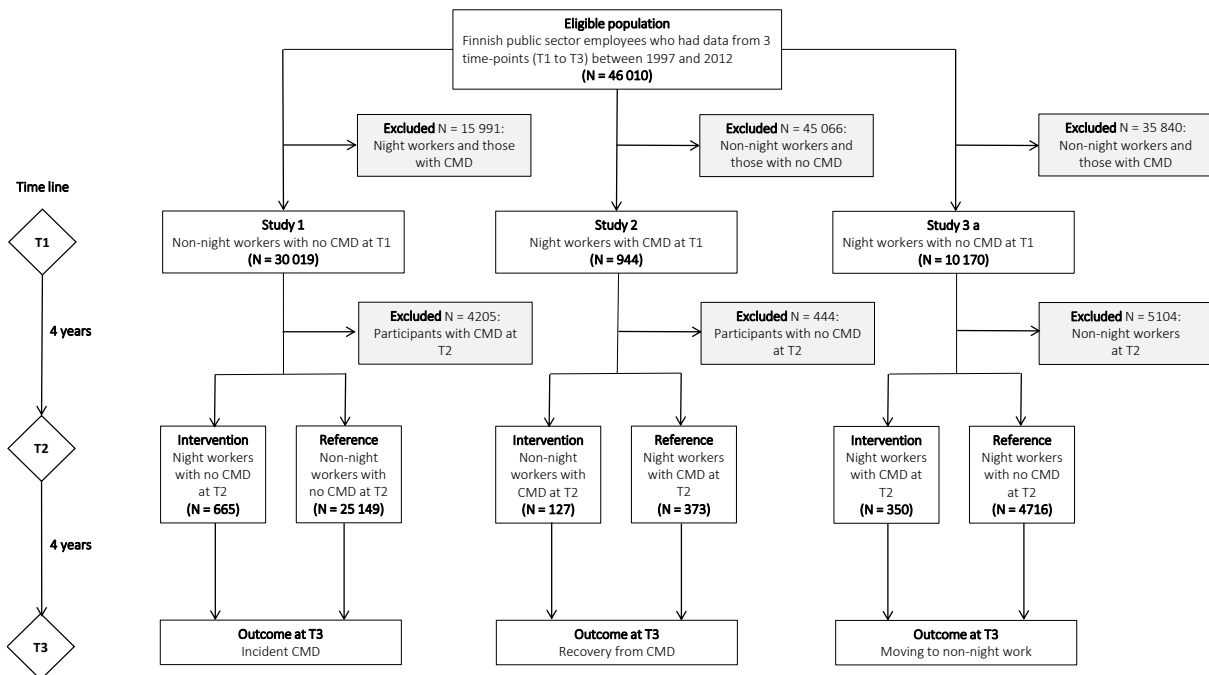 Eligible population
Finnish public sector employees who had data from 3
time-points (T1 to T3) between 1997 and 2012
(N = 46 010)
Excluded N = 15 991:
Night workers and those
with CMD
Excluded N = 45 066:
Non-night workers and
those with no CMD
Excluded N = 35 840:
Non-night workers and
those with CMD
Time line
T1
Study 1
Non-night workers with no CMD at T1
(N = 30 019)
Study 2
Night workers with CMD at T1
(N = 944)
Study 3 a
Night workers with no CMD at T1
(N = 10 170)
4 years
Excluded N = 4205:
Participants with CMD at
T2
Excluded N = 444:
Participants with no CMD
at T2
Excluded N = 5104:
Non-night workers
at T2
T2
Intervention
Night workers
with no CMD
at T2
(N = 665)
Reference
Non-night
workers with
no CMD at T2
(N = 25 149)
Intervention
Non-night
workers with
CMD at T2
(N = 127)
Reference
Night workers
with CMD at
T2
(N = 373)
Intervention
Night workers
with CMD at
T2
(N = 350)
Reference
Night workers
with no CMD
at T2
(N = 4716)
4 years
T3
Outcome at T3
Incident CMD
Outcome at T3
Recovery from CMD
Outcome at T3
Moving to non-night work